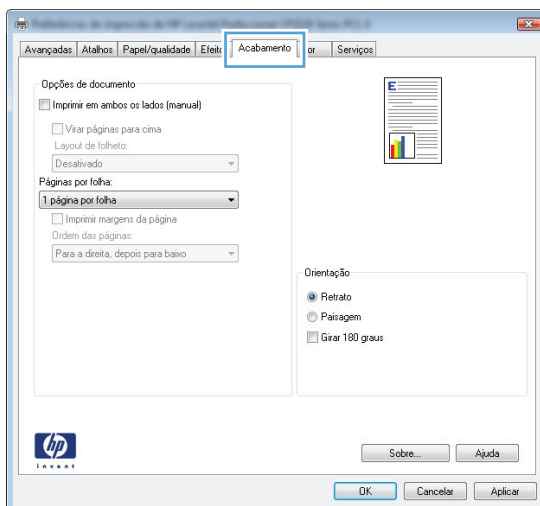 Avançadas Atalhos Papel/qualidade Acabamento Serviços
Opções de documento
Imprimir em ambos os lados (manual)
Virar páginas para cima
Layout de folheto:
Desativado
Páginas por folha:
1 página por folha
Imprimir margens da página
Ordem das páginas:
Para a direita, depois para baixo
E
Orientação
Retrato
Paisagem
Girar 180 graus
hp
invent
Sobre... Ajuda
OK Cancelar Aplicar